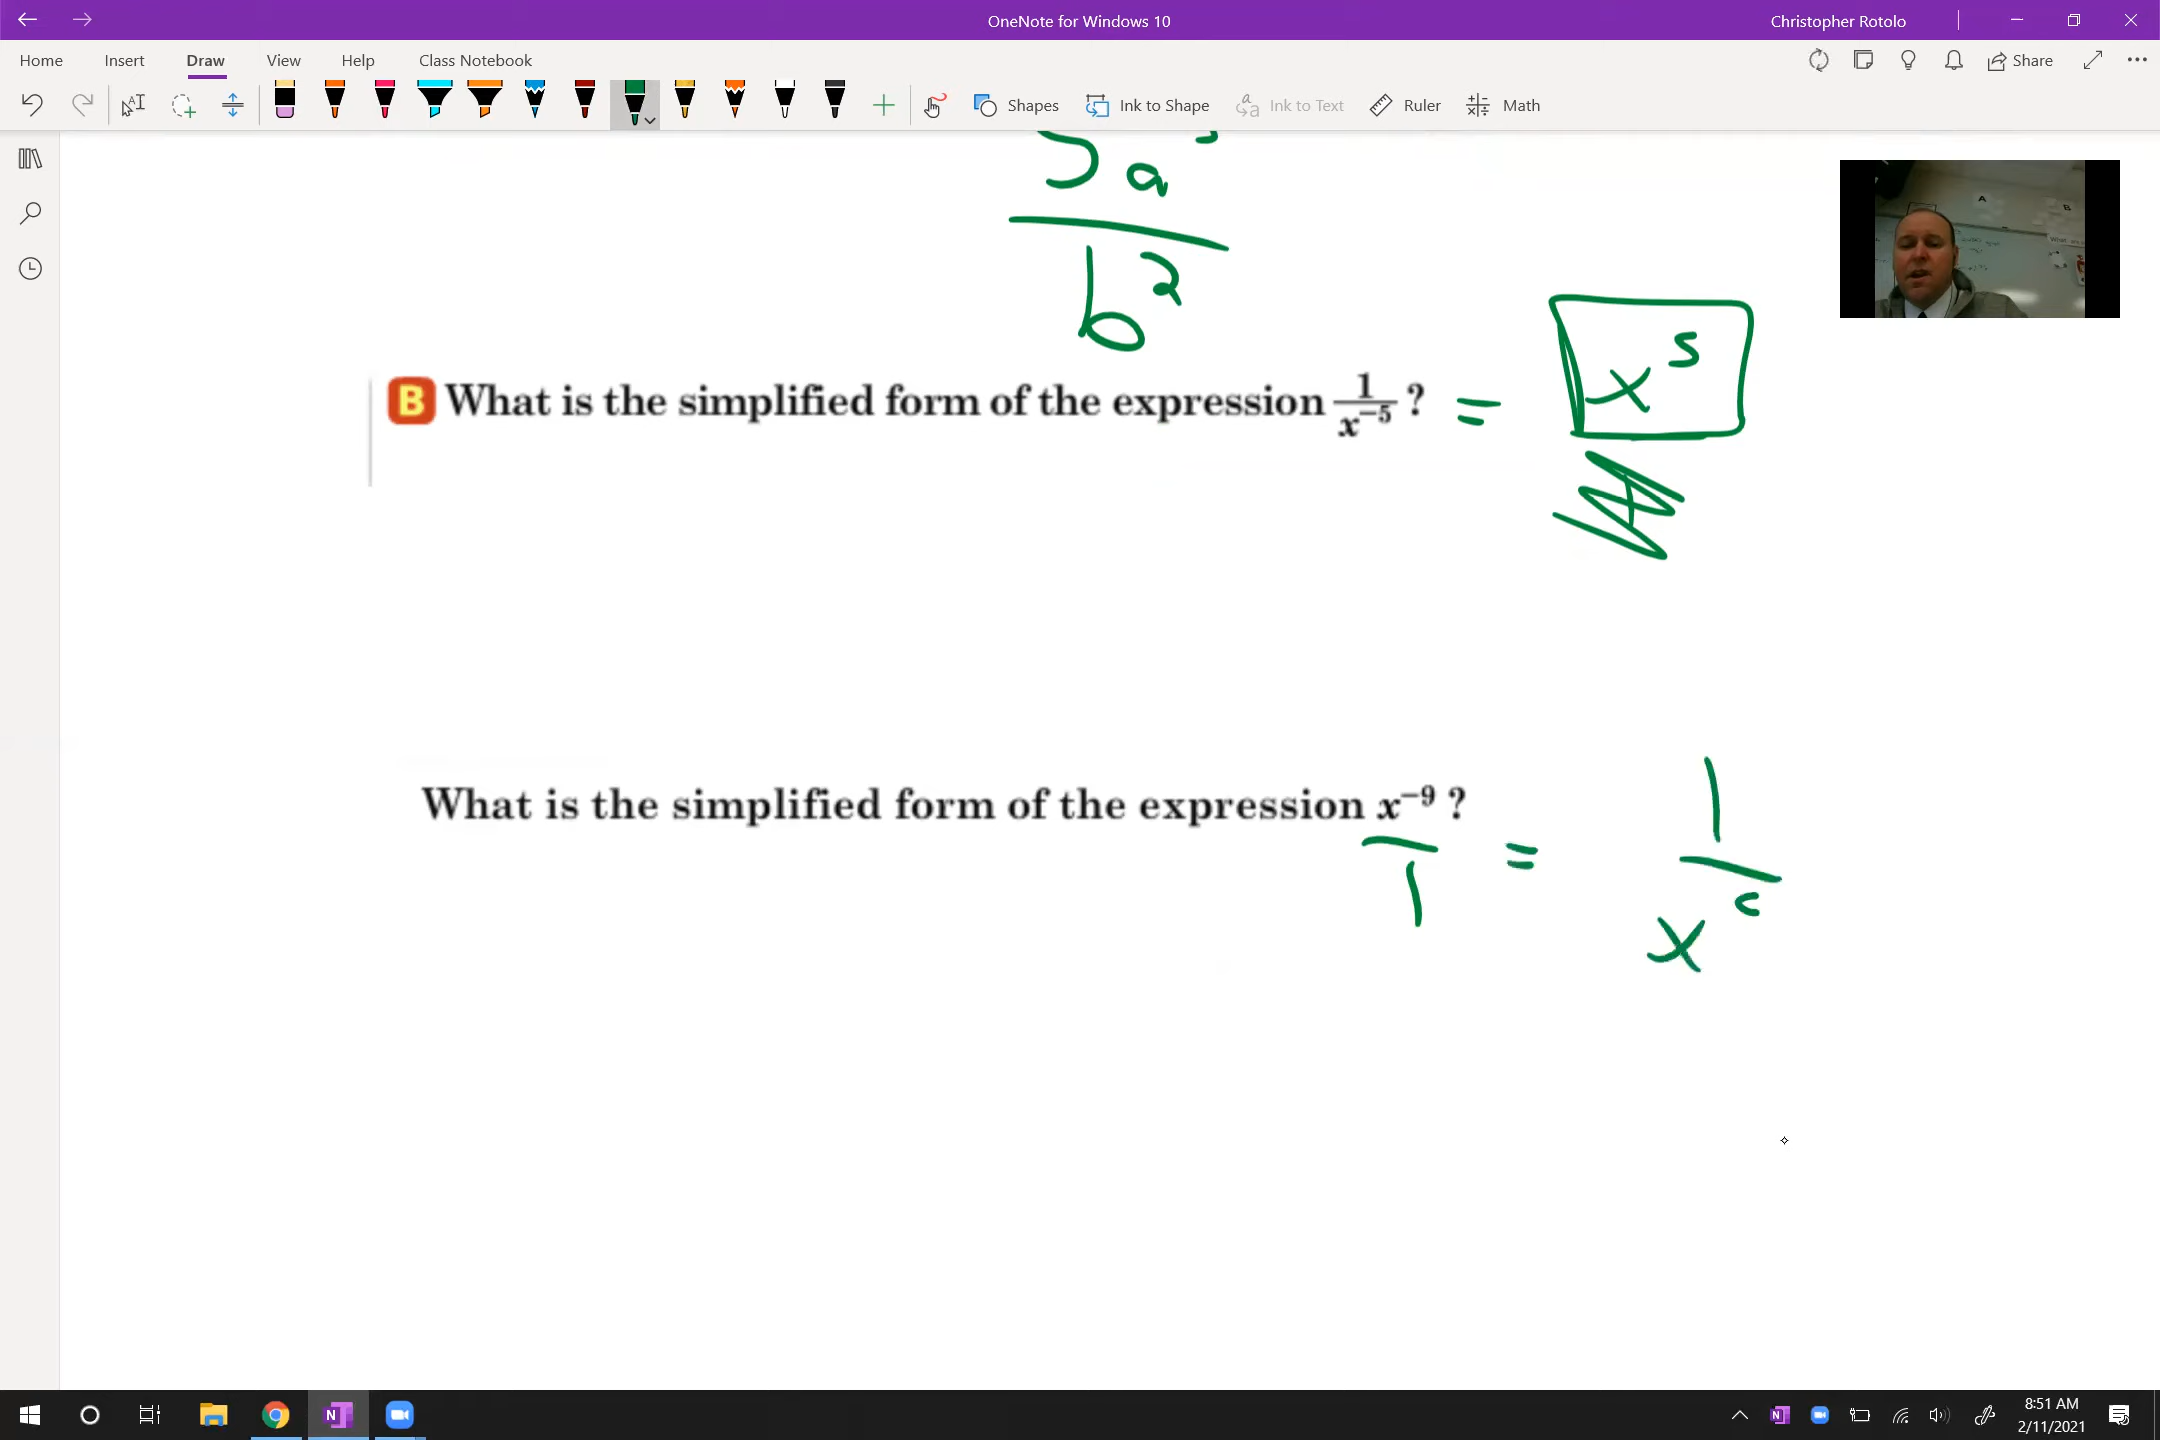 OneNote for Windows 10
Christopher Rotolo
Home Insert Draw View Help Class Notebook
Share
Shapes Ink to Shape Ink to Text Ruler Math
a
b²
B What is the simplified form of the expression 1/x⁻⁵ ? = x⁵
What is the simplified form of the expression x⁻⁹ ?
/1 = 1/x
8:51 AM
2/11/2021